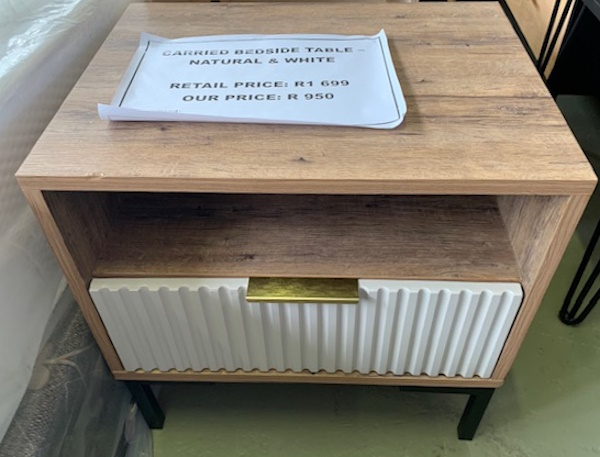 CARRIED BEDSIDE TABLE –
NATURAL & WHITE
RETAIL PRICE: R1 699
OUR PRICE: R 950